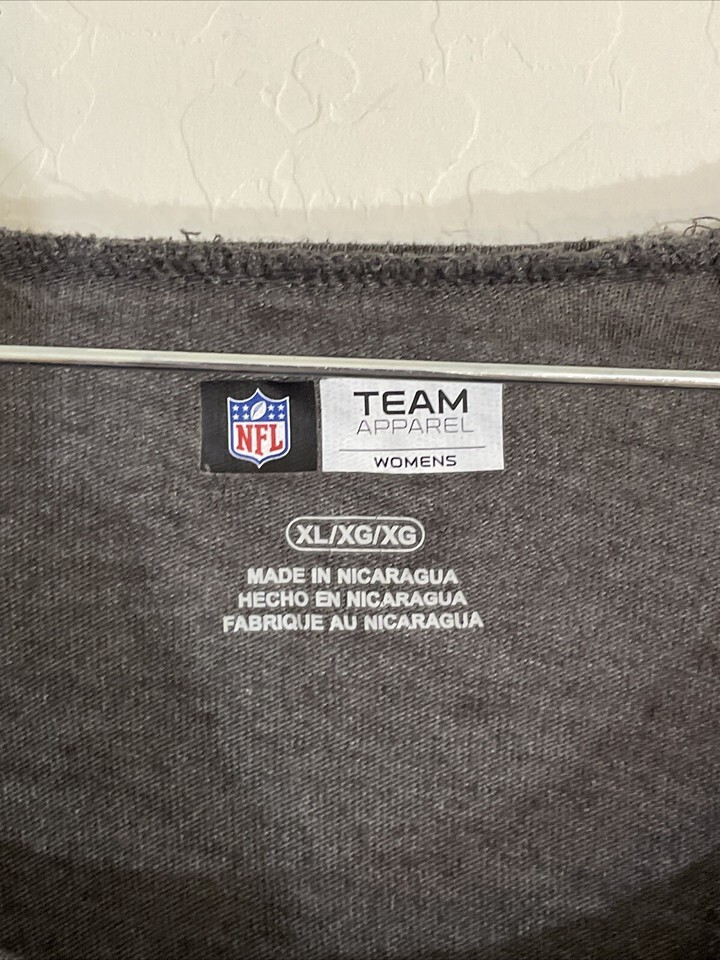 NFL
TEAM
APPAREL
WOMENS
XL/XG/XG
MADE IN NICARAGUA
HECHO EN NICARAGUA
FABRIQUE AU NICARAGUA